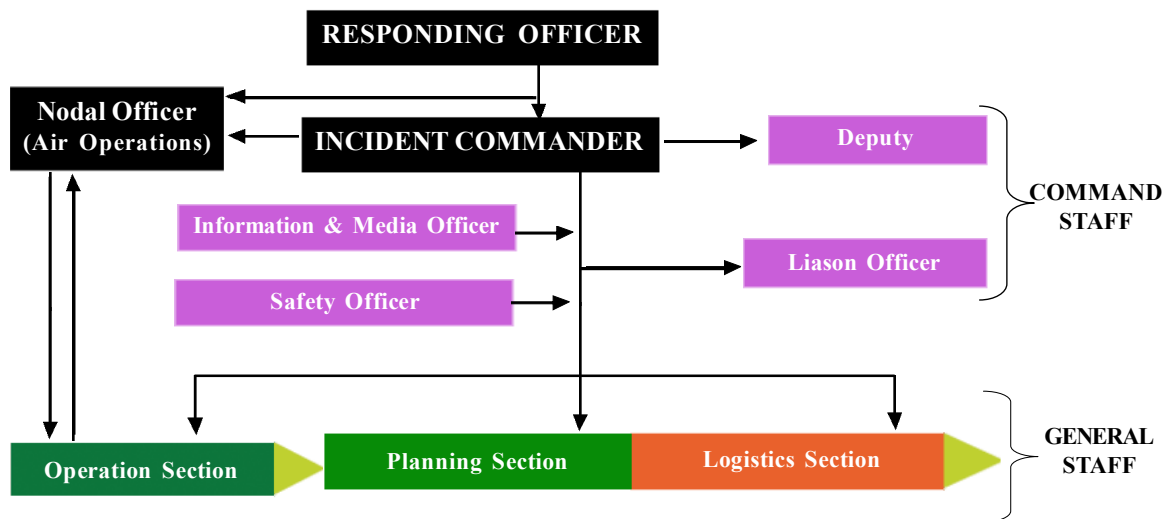 RESPONDING OFFICER
Nodal Officer
(Air Operations)
INCIDENT COMMANDER
Deputy
COMMAND
STAFF
Information & Media Officer
Liason Officer
Safety Officer
Operation Section
Planning Section
Logistics Section
GENERAL
STAFF